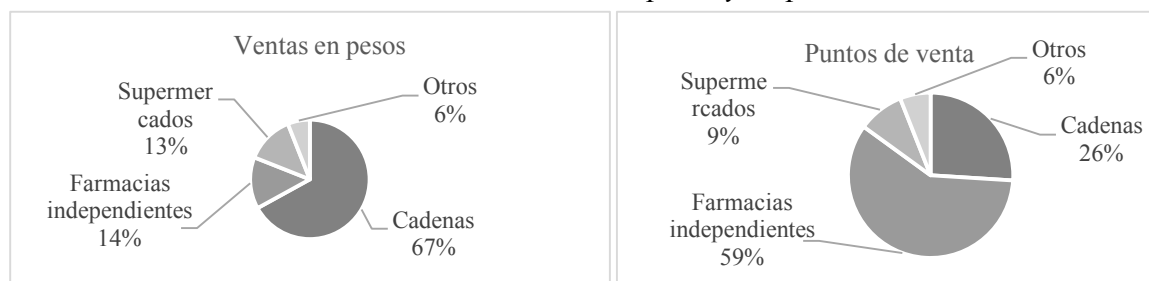 Ventas en pesos
Supermer
cados
13%
Otros
6%
Farmacias
independientes
14%
Cadenas
67%
Puntos de venta
Superme
rcados
9%
Otros
6%
Cadenas
26%
Farmacias
independientes
59%